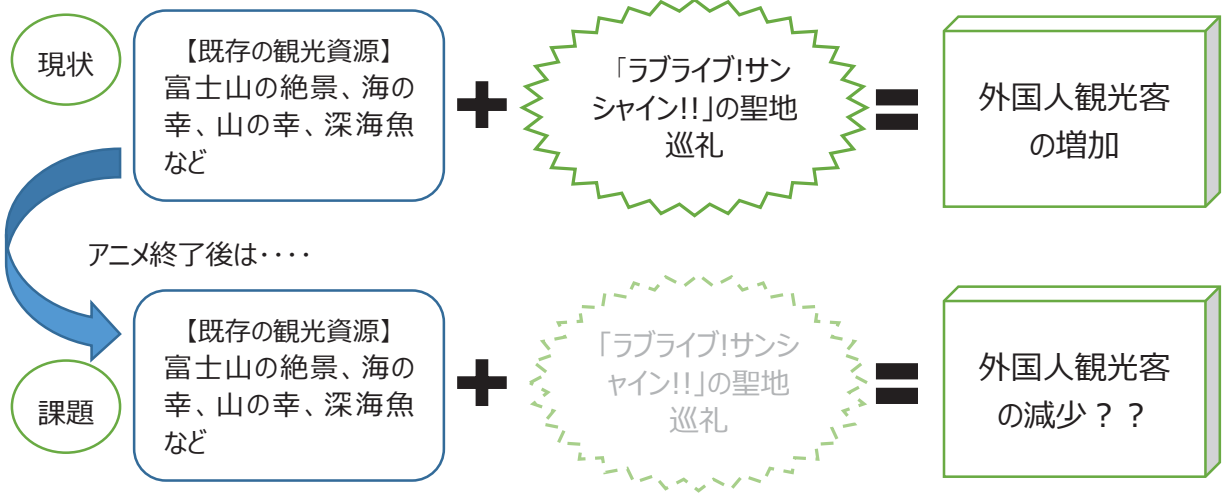 現状
【既存の観光資源】
富士山の絶景、海の
幸、山の幸、深海魚
など
+
「ラブライブ!サン
シャイン!!」の聖地
巡礼
=
外国人観光客
の増加
アニメ終了後は・・・・
課題
【既存の観光資源】
富士山の絶景、海の
幸、山の幸、深海魚
など
+
「ラブライブ!サンシ
ャイン!!」の聖地
巡礼
=
外国人観光客
の減少？？